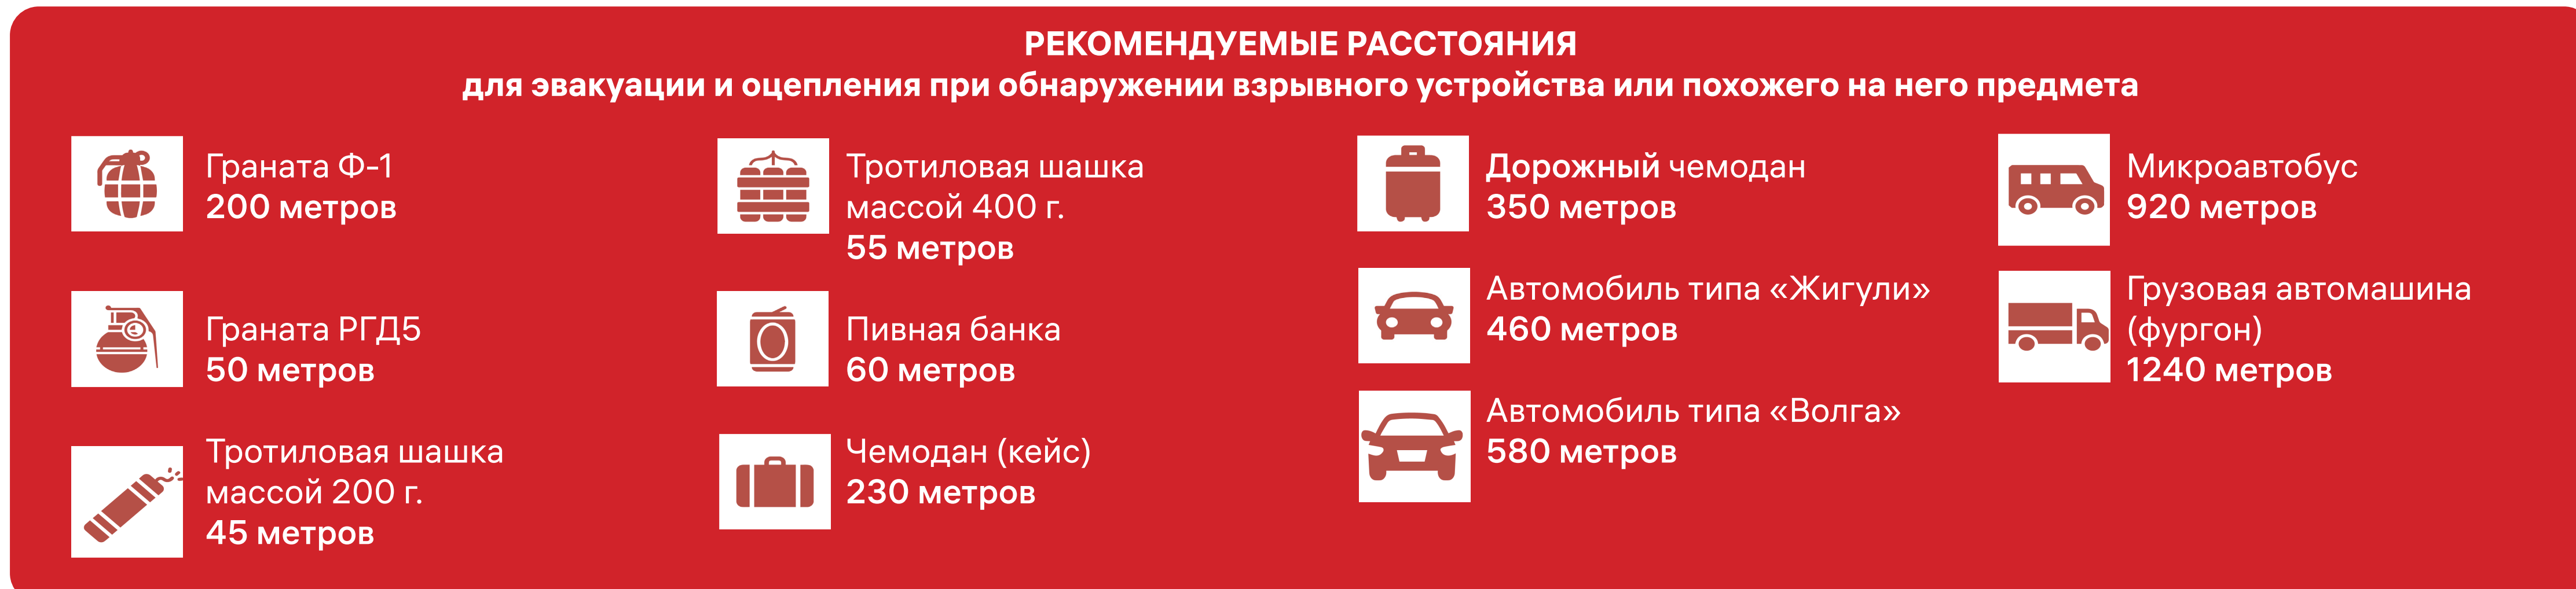 РЕКОМЕНДУЕМЫЕ РАССТОЯНИЯ
для эвакуации и оцепления при обнаружении взрывного устройства или похожего на него предмета
Граната Ф-1
200 метров
Граната РГД5
50 метров
Тротиловая шашка
массой 200 г.
45 метров
Тротиловая шашка
массой 400 г.
55 метров
Пивная банка
60 метров
Чемодан (кейс)
230 метров
Дорожный чемодан
350 метров
Автомобиль типа «Жигули»
460 метров
Автомобиль типа «Волга»
580 метров
Микроавтобус
920 метров
Грузовая автомашина
(фургон)
1240 метров